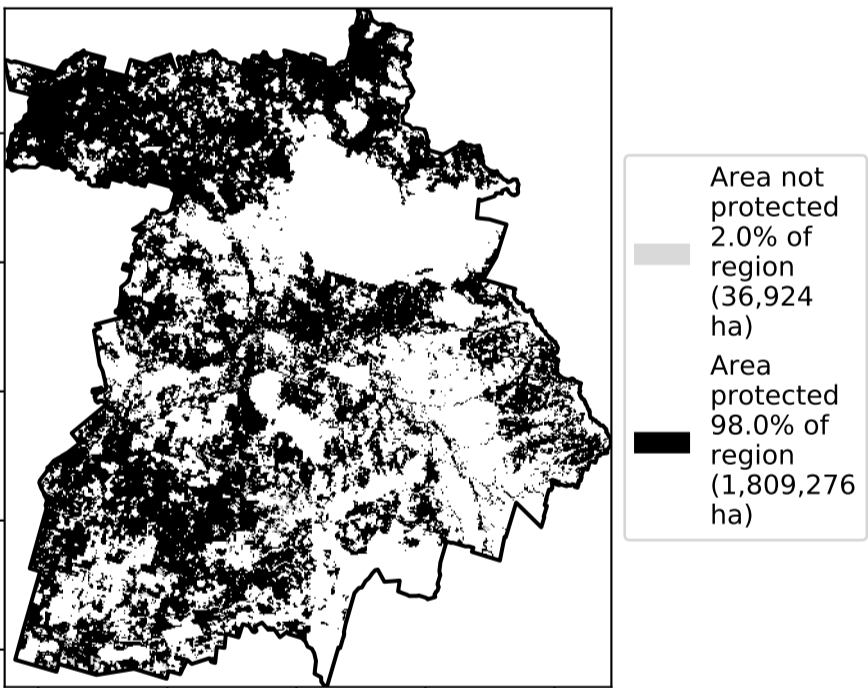 Area not
protected
2.0% of
region
(36,924
ha)
Area
protected
98.0% of
region
(1,809,276
ha)